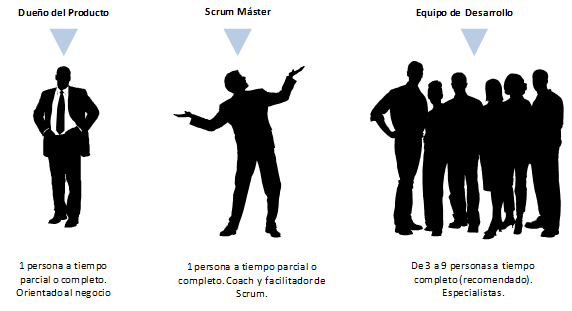 Dueño del Producto
1 persona a tiempo
parcial o completo.
Orientado al negocio
Scrum Máster
1 persona a tiempo parcial o
completo. Coach y facilitador de
Scrum.
Equipo de Desarrollo
De 3 a 9 personas a tiempo
completo (recomendado).
Especialistas.